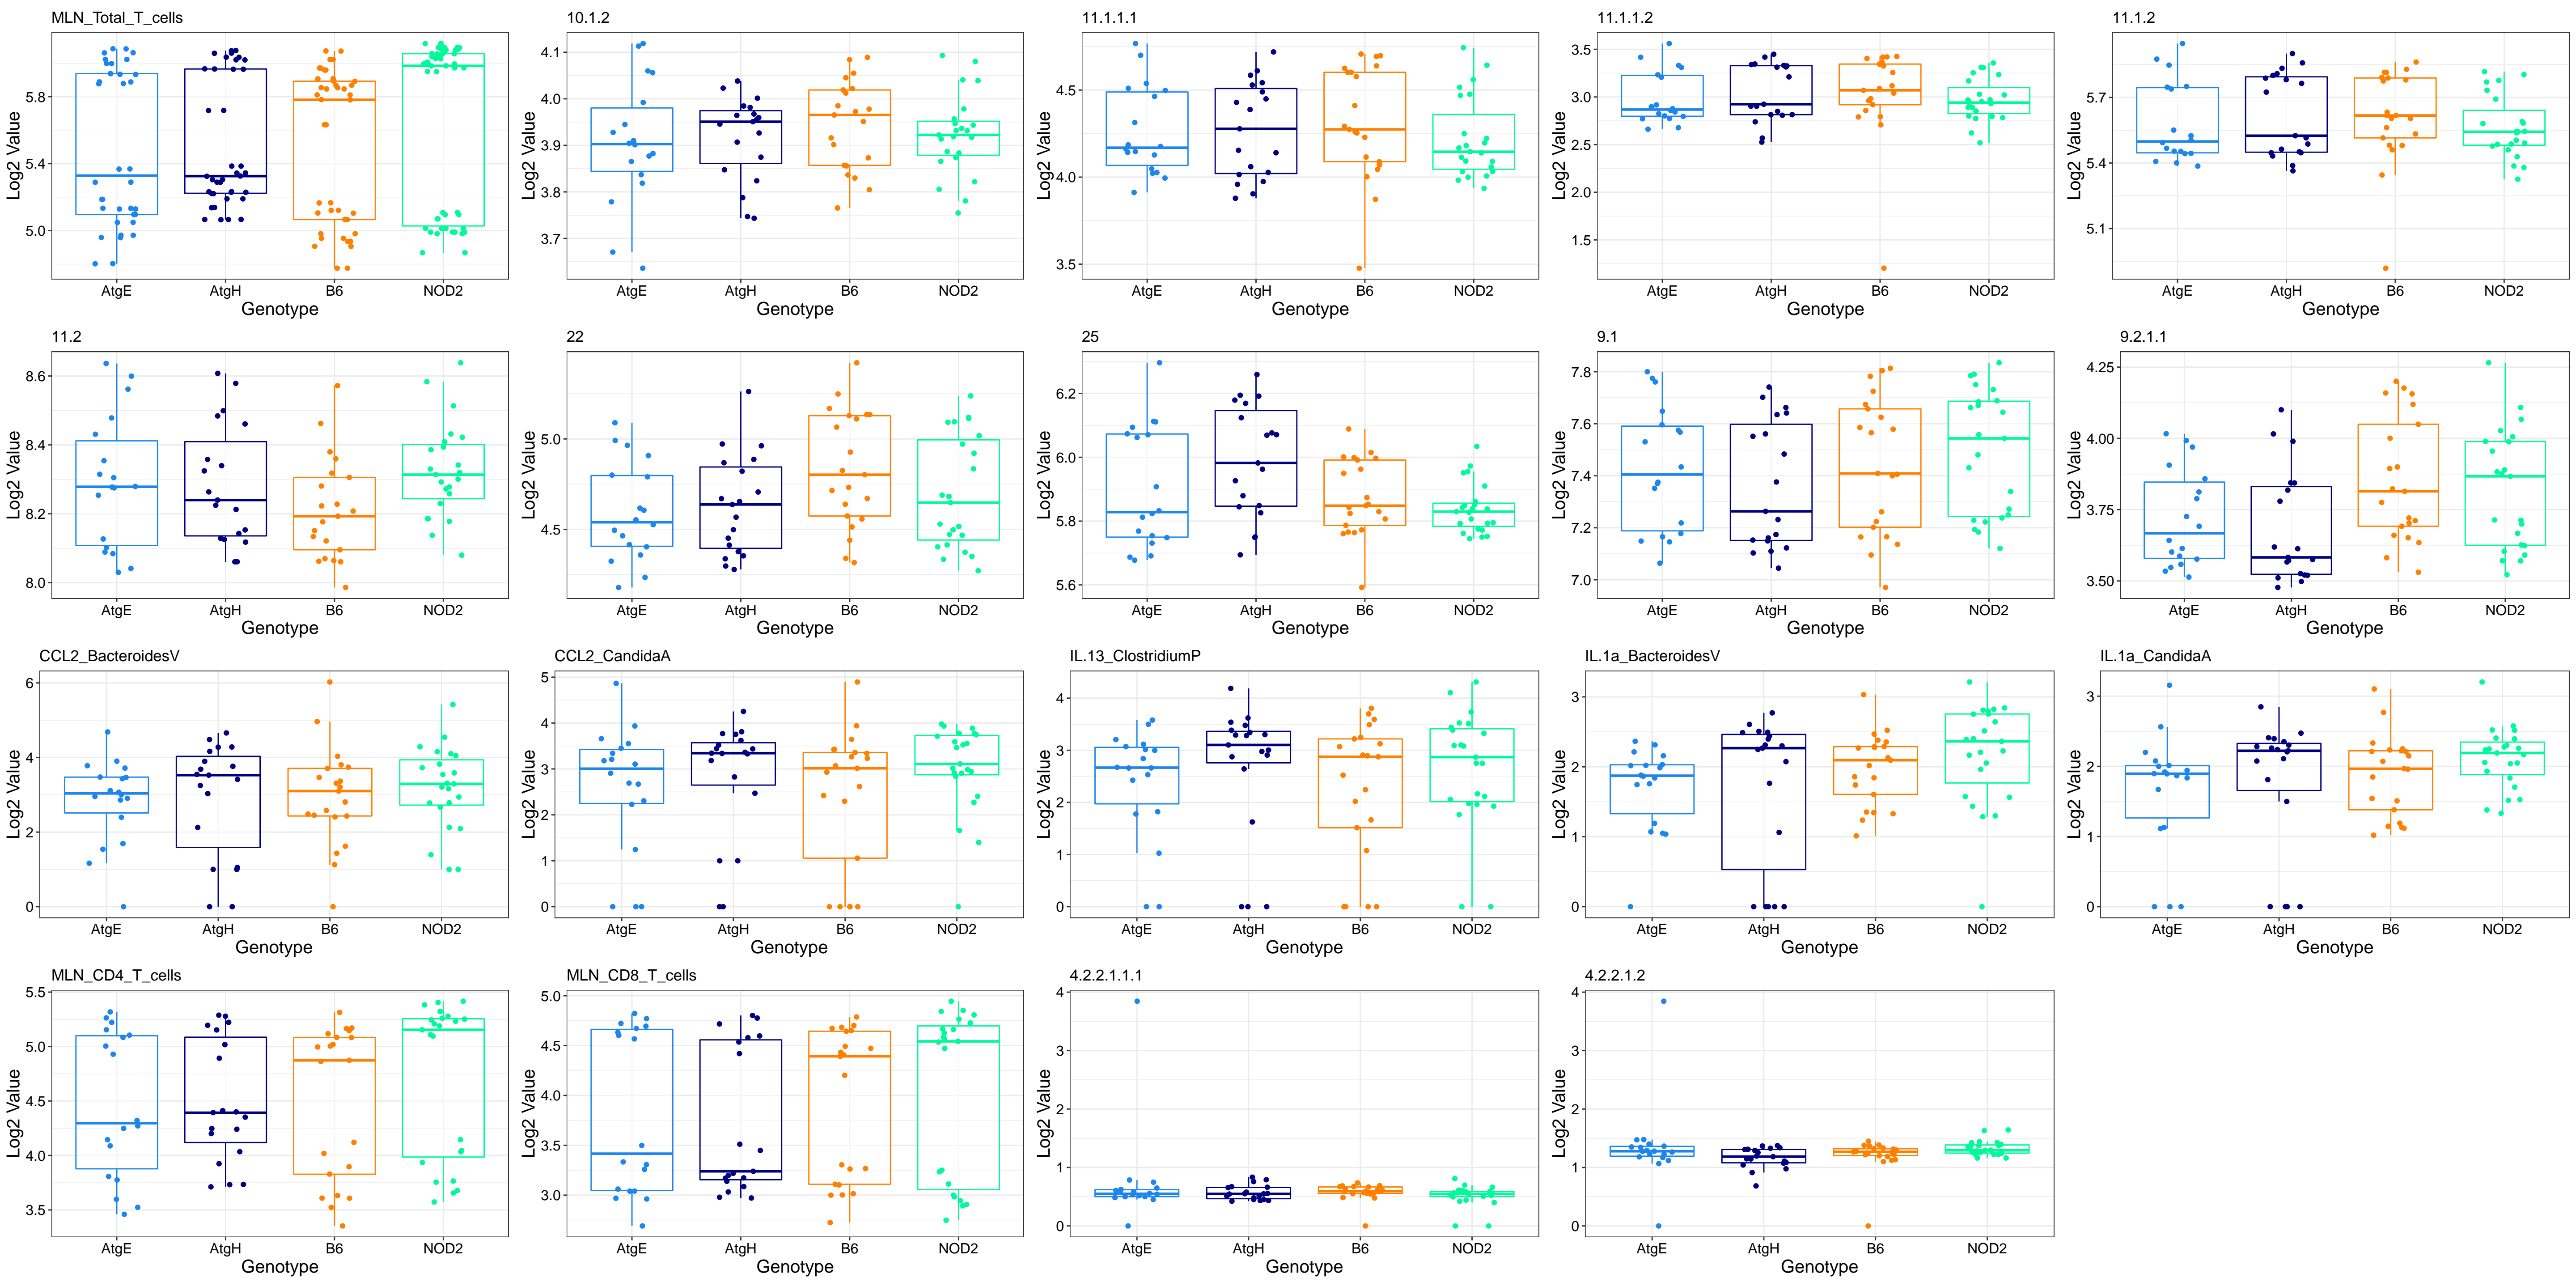 MLN_Total_T_cells
10.1.2
11.1.1.1.1
11.1.1.1.2
11.1.2
Log2 Value
5.8
5.4
5.0
Log2 Value
4.1
4.0
3.9
3.8
3.7
Log2 Value
4.5
4.0
3.5
Log2 Value
3.5
3.0
2.5
2.0
1.5
Log2 Value
5.7
5.4
5.1
AtgE AtgH B6 NOD2
AtgE AtgH B6 NOD2
AtgE AtgH B6 NOD2
AtgE AtgH B6 NOD2
AtgE AtgH B6 NOD2
Genotype
Genotype
Genotype
Genotype
Genotype
11.2
22
25
9.1
9.2.1.1
Log2 Value
8.6
8.4
8.2
8.0
Log2 Value
5.0
4.5
Log2 Value
6.2
6.0
5.8
5.6
Log2 Value
7.8
7.6
7.4
7.2
7.0
Log2 Value
4.25
4.00
3.75
3.50
AtgE AtgH B6 NOD2
AtgE AtgH B6 NOD2
AtgE AtgH B6 NOD2
AtgE AtgH B6 NOD2
AtgE AtgH B6 NOD2
Genotype
Genotype
Genotype
Genotype
Genotype
CCL2_BacteroidesV
CCL2_CandidaA
IL.13_ClostridiumP
IL.1a_BacteroidesV
IL.1a_CandidaA
Log2 Value
6
4
2
0
Log2 Value
5
4
3
2
1
0
Log2 Value
4
3
2
1
0
Log2 Value
3
2
1
0
Log2 Value
3
2
1
0
AtgE AtgH B6 NOD2
AtgE AtgH B6 NOD2
AtgE AtgH B6 NOD2
AtgE AtgH B6 NOD2
AtgE AtgH B6 NOD2
Genotype
Genotype
Genotype
Genotype
Genotype
MLN_CD4_T_cells
MLN_CD8_T_cells
4.2.2.1.1.1
4.2.2.1.2
Log2 Value
5.5
5.0
4.5
4.0
3.5
Log2 Value
5.0
4.5
4.0
3.5
3.0
Log2 Value
4
3
2
1
0
Log2 Value
4
3
2
1
0
AtgE AtgH B6 NOD2
AtgE AtgH B6 NOD2
AtgE AtgH B6 NOD2
AtgE AtgH B6 NOD2
Genotype
Genotype
Genotype
Genotype